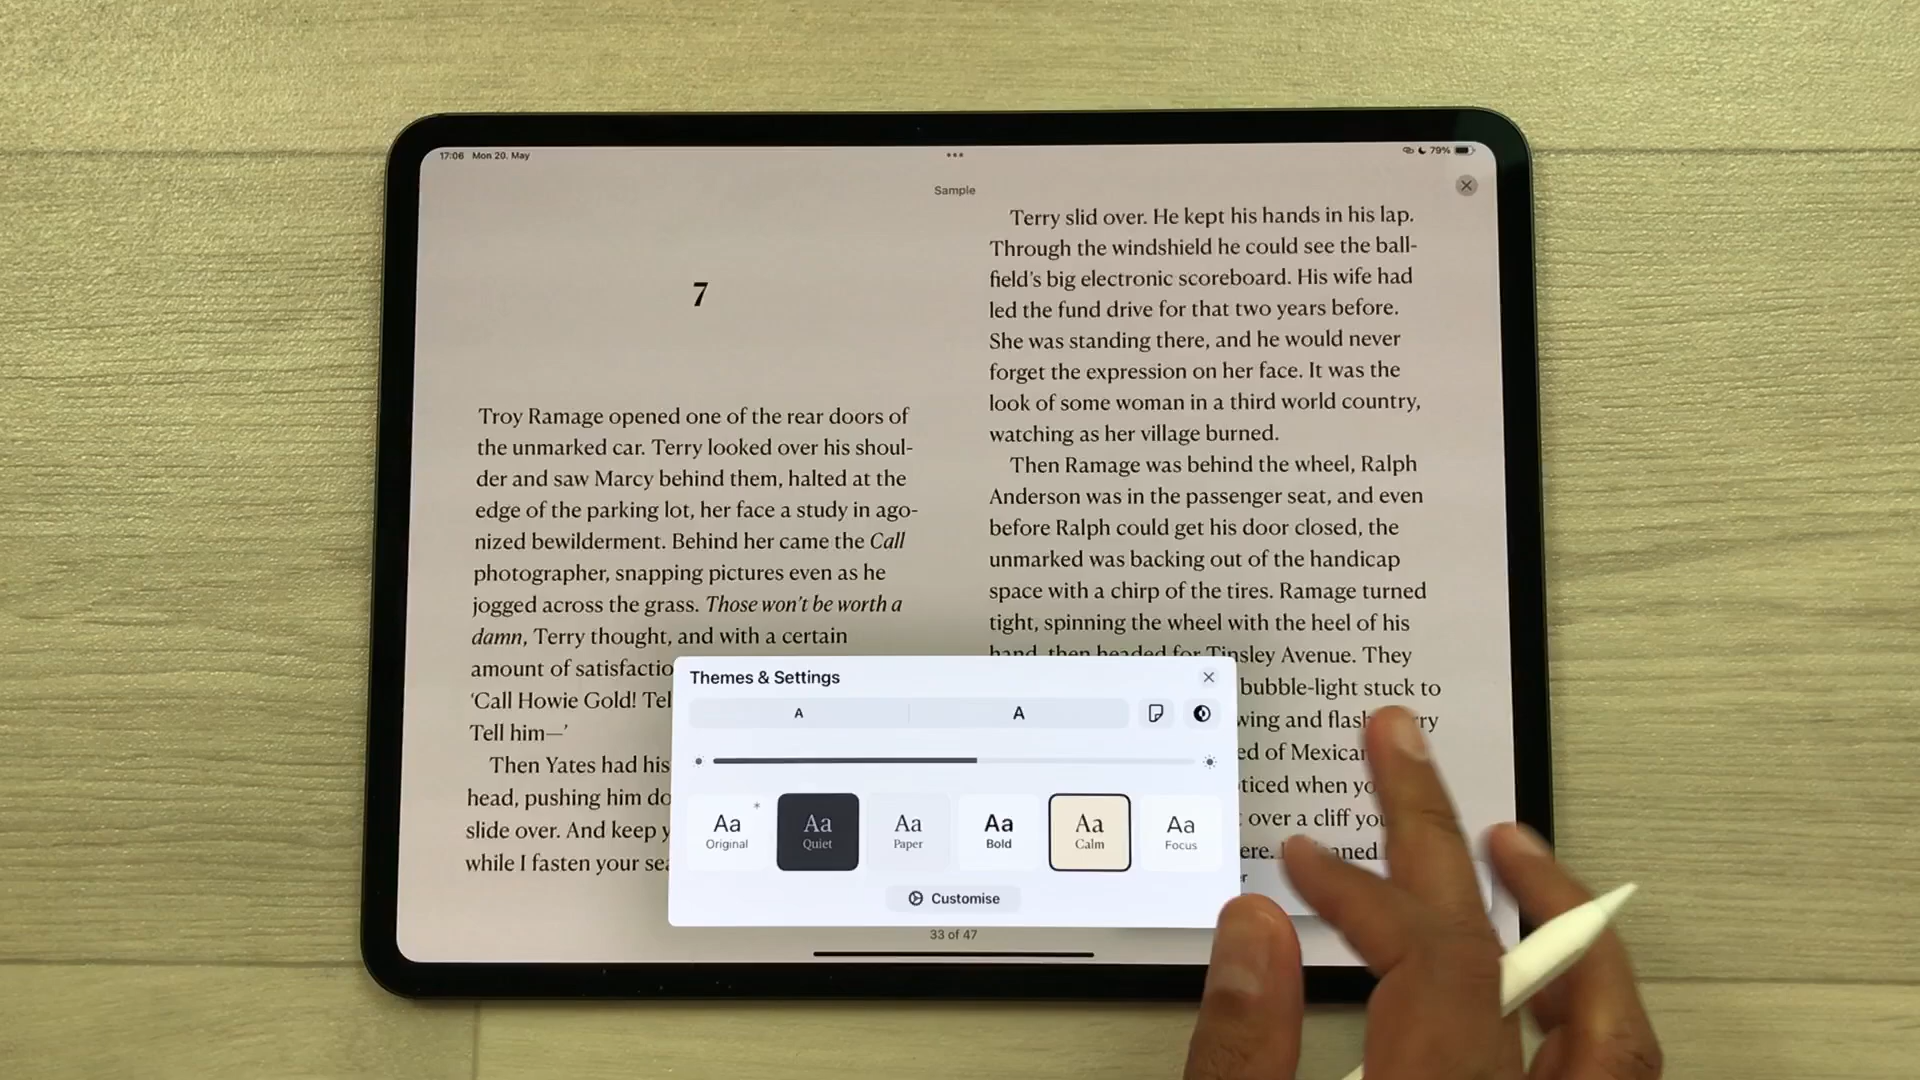 17:06 Mon 20. May
79%
Sample
7
Troy Ramage opened one of the rear doors of
the unmarked car. Terry looked over his shoul-
der and saw Marcy behind them, halted at the
edge of the parking lot, her face a study in ago-
nized bewilderment. Behind her came the Call
photographer, snapping pictures even as he
jogged across the grass. Those won't be worth a
damn, Terry thought, and with a certain
amount of satisfactio
‘Call Howie Gold! Tel
Tell him—’
Then Yates had his
head, pushing him do
slide over. And keep y
while I fasten your sea
Terry slid over. He kept his hands in his lap.
Through the windshield he could see the ball-
field's big electronic scoreboard. His wife had
led the fund drive for that two years before.
She was standing there, and he would never
forget the expression on her face. It was the
look of some woman in a third world country,
watching as her village burned.
Then Ramage was behind the wheel, Ralph
Anderson was in the passenger seat, and even
before Ralph could get his door closed, the
unmarked was backing out of the handicap
space with a chirp of the tires. Ramage turned
tight, spinning the wheel with the heel of his
hand, then headed for Tinsley Avenue. They
bubble-light stuck to
wing and flash
ed of Mexican
ticed when yo
over a cliff you
ere.
Themes & Settings
A A
Aa Aa Aa Aa Aa Aa
Original Quiet Paper Bold Calm Focus
Customise
33 of 47